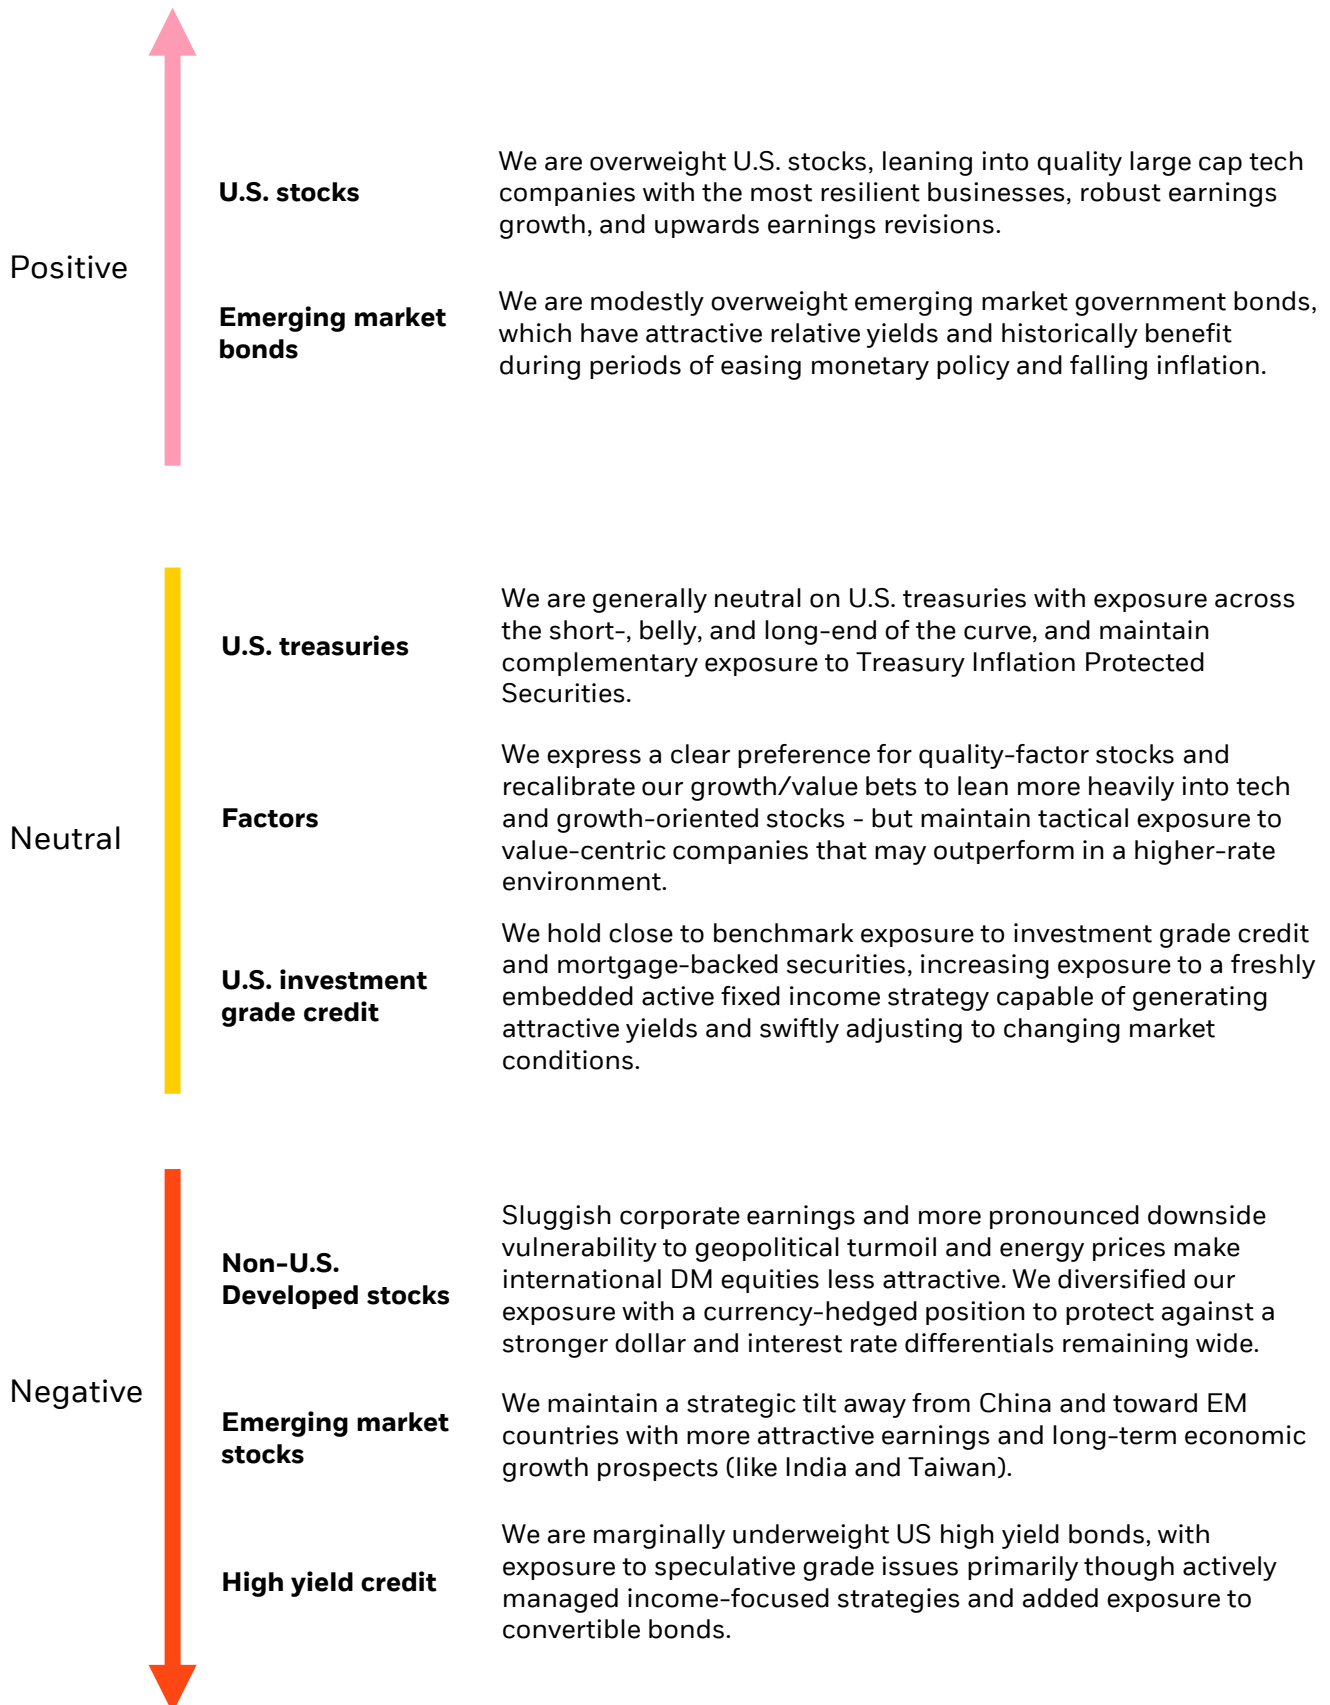 Positive
U.S. stocks
We are overweight U.S. stocks, leaning into quality large cap tech
companies with the most resilient businesses, robust earnings
growth, and upwards earnings revisions.
Emerging market
bonds
We are modestly overweight emerging market government bonds,
which have attractive relative yields and historically benefit
during periods of easing monetary policy and falling inflation.
Neutral
U.S. treasuries
We are generally neutral on U.S. treasuries with exposure across
the short-, belly, and long-end of the curve, and maintain
complementary exposure to Treasury Inflation Protected
Securities.
Factors
We express a clear preference for quality-factor stocks and
recalibrate our growth/value bets to lean more heavily into tech
and growth-oriented stocks - but maintain tactical exposure to
value-centric companies that may outperform in a higher-rate
environment.
U.S. investment
grade credit
We hold close to benchmark exposure to investment grade credit
and mortgage-backed securities, increasing exposure to a freshly
embedded active fixed income strategy capable of generating
attractive yields and swiftly adjusting to changing market
conditions.
Negative
Non-U.S.
Developed stocks
Sluggish corporate earnings and more pronounced downside
vulnerability to geopolitical turmoil and energy prices make
international DM equities less attractive. We diversified our
exposure with a currency-hedged position to protect against a
stronger dollar and interest rate differentials remaining wide.
Emerging market
stocks
We maintain a strategic tilt away from China and toward EM
countries with more attractive earnings and long-term economic
growth prospects (like India and Taiwan).
High yield credit
We are marginally underweight US high yield bonds, with
exposure to speculative grade issues primarily though actively
managed income-focused strategies and added exposure to
convertible bonds.